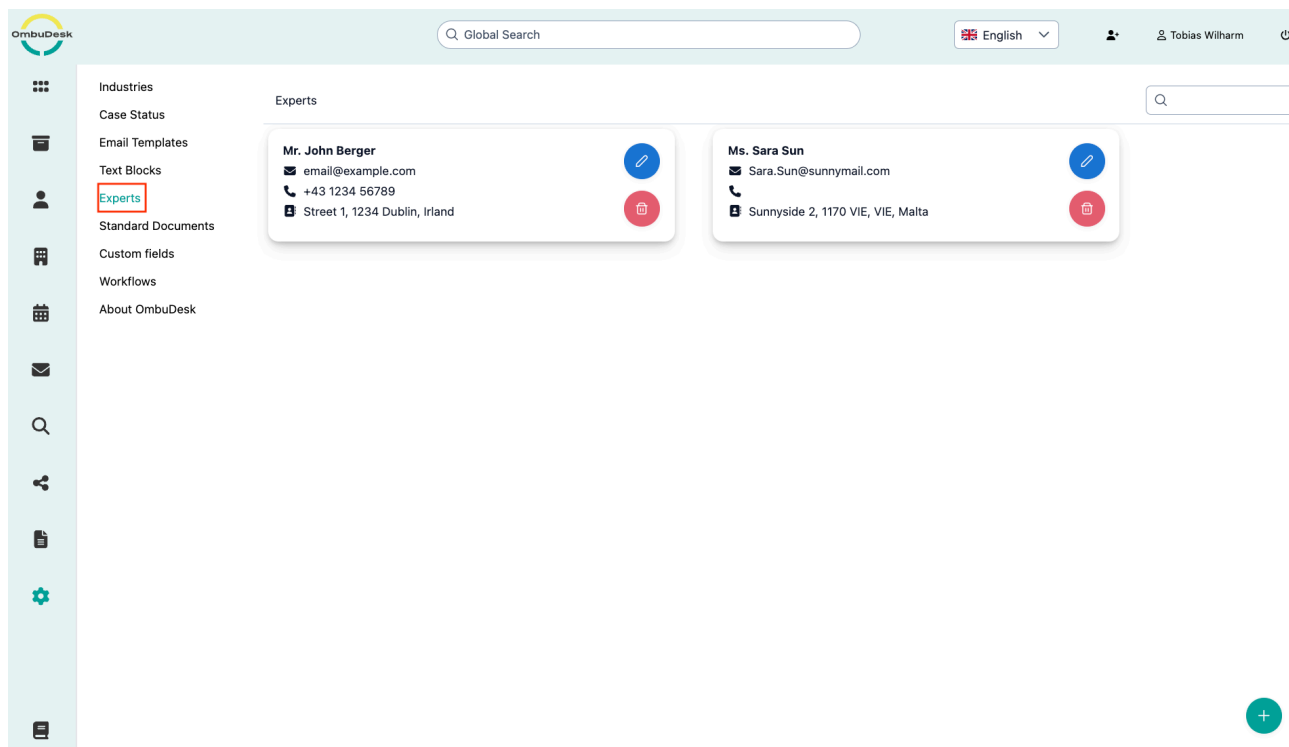 OmbuDesk
Global Search
English
Tobias Wilharm
Industries
Case Status
Email Templates
Text Blocks
Experts
Standard Documents
Custom fields
Workflows
About OmbuDesk
Experts
Mr. John Berger
email@example.com
+43 1234 56789
Street 1, 1234 Dublin, Irland
Ms. Sara Sun
Sara.Sun@sunnymail.com
Sunnyside 2, 1170 VIE, VIE, Malta